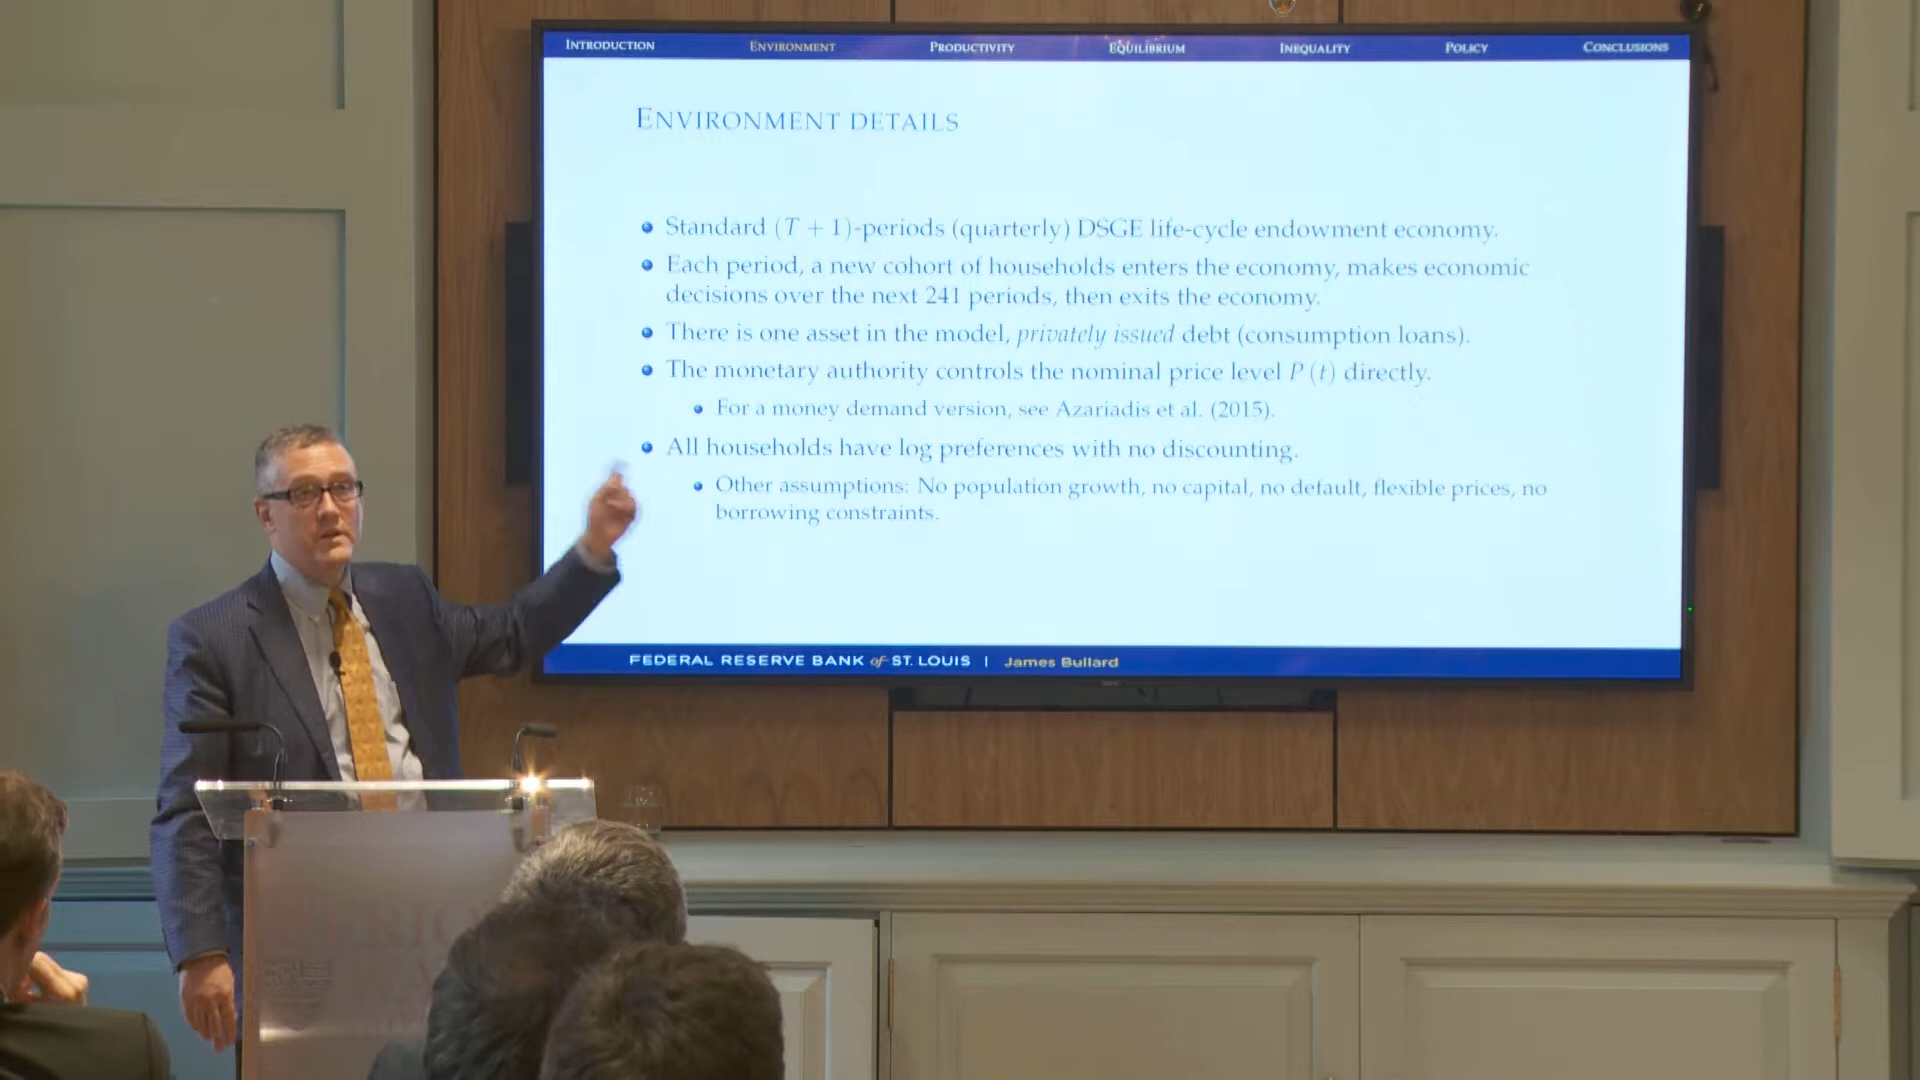 INTRODUCTION ENVIRONMENT PRODUCTIVITY EQUILIBRIUM INEQUALITY POLICY CONCLUSIONS
ENVIRONMENT DETAILS
Standard (T + 1)-periods (quarterly) DSGE life-cycle endowment economy.
Each period, a new cohort of households enters the economy, makes economic
decisions over the next 241 periods, then exits the economy.
There is one asset in the model, privately issued debt (consumption loans).
The monetary authority controls the nominal price level P (t) directly.
For a money demand version, see Azariadis et al. (2015).
All households have log preferences with no discounting.
Other assumptions: No population growth, no capital, no default, flexible prices, no
borrowing constraints.
FEDERAL RESERVE BANK of ST. LOUIS | James Bullard